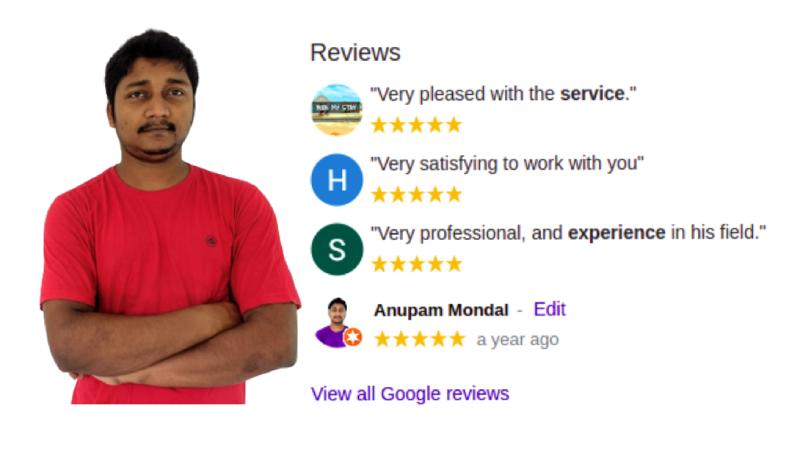 Reviews
"Very pleased with the service."
"Very satisfying to work with you"
H
"Very professional, and experience in his field."
S
Anupam Mondal - Edit
a year ago
View all Google reviews